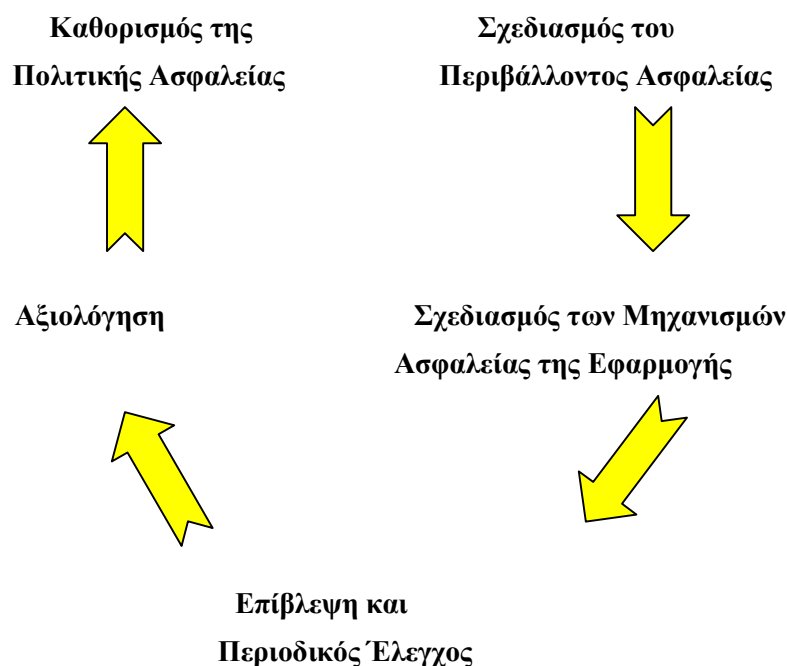 Καθορισμός της
Πολιτικής Ασφαλείας
Σχεδιασμός του
Περιβάλλοντος Ασφαλείας
Αξιολόγηση
Σχεδιασμός των Μηχανισμών
Ασφαλείας της Εφαρμογής
Επίβλεψη και
Περιοδικός Έλεγχος